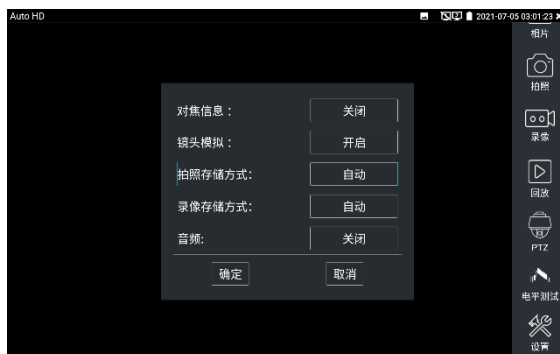 Auto HD
2021-07-05 03:01:23
相片
拍照
录像
回放
PTZ
电平测试
设置
对焦信息： 关闭
镜头模拟： 开启
拍照存储方式： 自动
录像存储方式： 自动
音频: 关闭
确定 取消